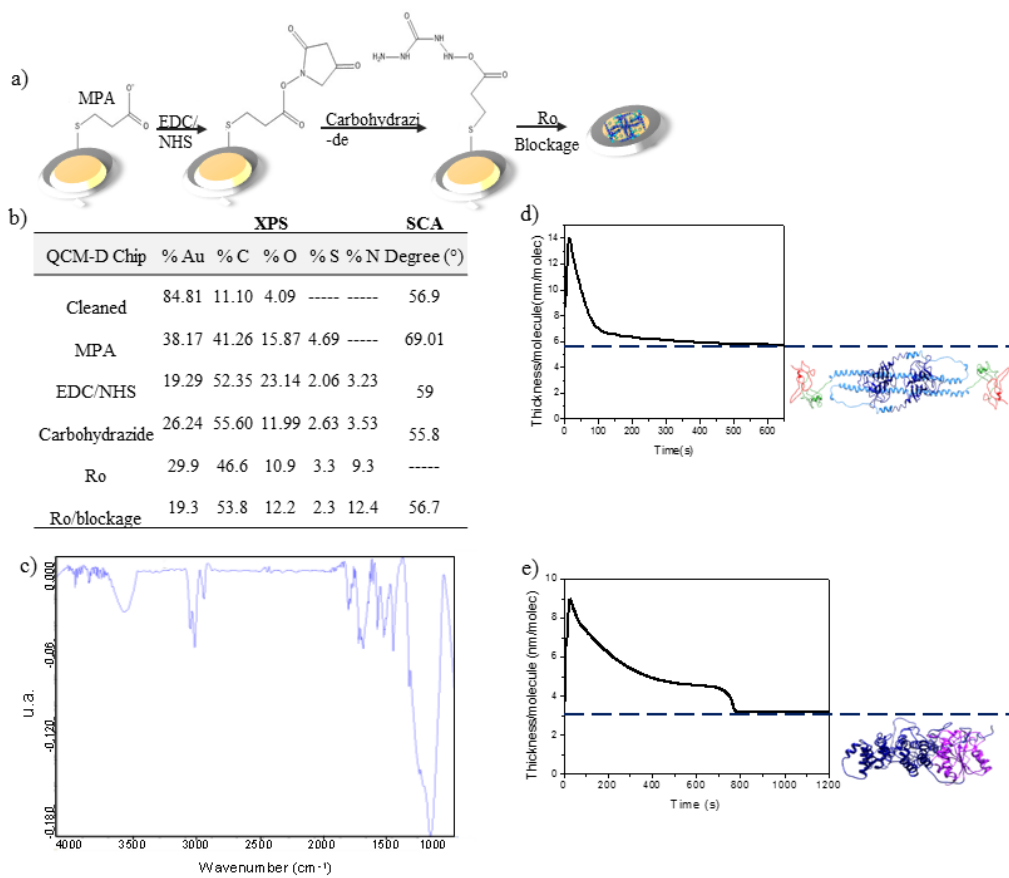 a)
MPA
O⁻
O
S
EDC/
NHS
O
N
O
O
O
S
Carbohydrazi
-de
O
H₂N
NH
HN
NH
O
O
S
Ro
Blockage
b)
XPS SCA
QCM-D Chip % Au % C % O % S % N Degree (°)
Cleaned 84.81 11.10 4.09 ----- ----- 56.9
MPA 38.17 41.26 15.87 4.69 ----- 69.01
EDC/NHS 19.29 52.35 23.14 2.06 3.23 59
Carbohydrazide 26.24 55.60 11.99 2.63 3.53 55.8
Ro 29.9 46.6 10.9 3.3 9.3 -----
Ro/blockage 19.3 53.8 12.2 2.3 12.4 56.7
c)
u.a.
0.000
-0.06
-0.120
-0.180
4000 3500 3000 2500 2000 1500 1000
Wavenumber (cm⁻¹)
d)
Thickness/molecule(nm/molec)
14
12
10
8
6
4
2
0
0 100 200 300 400 500 600
Time(s)
e)
Thickness/molecule (nm/molec)
10
8
6
4
2
0
0 200 400 600 800 1000 1200
Time (s)